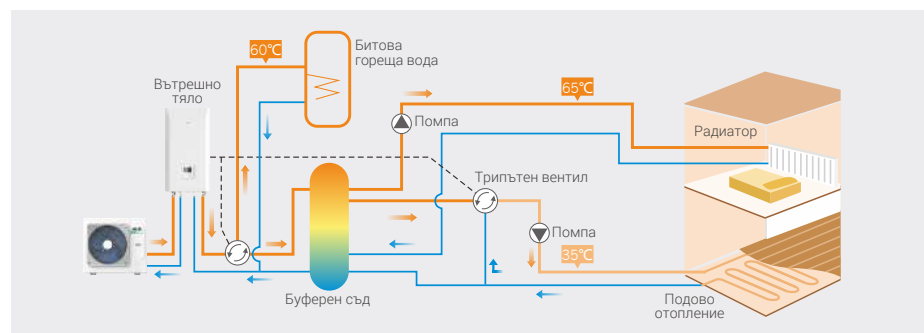 60℃
Битова
гореща вода
Вътрешно
тяло
65℃
Помпа
Радиатор
Трипътен вентил
Помпа
35℃
Буферен съд
Подово
отопление